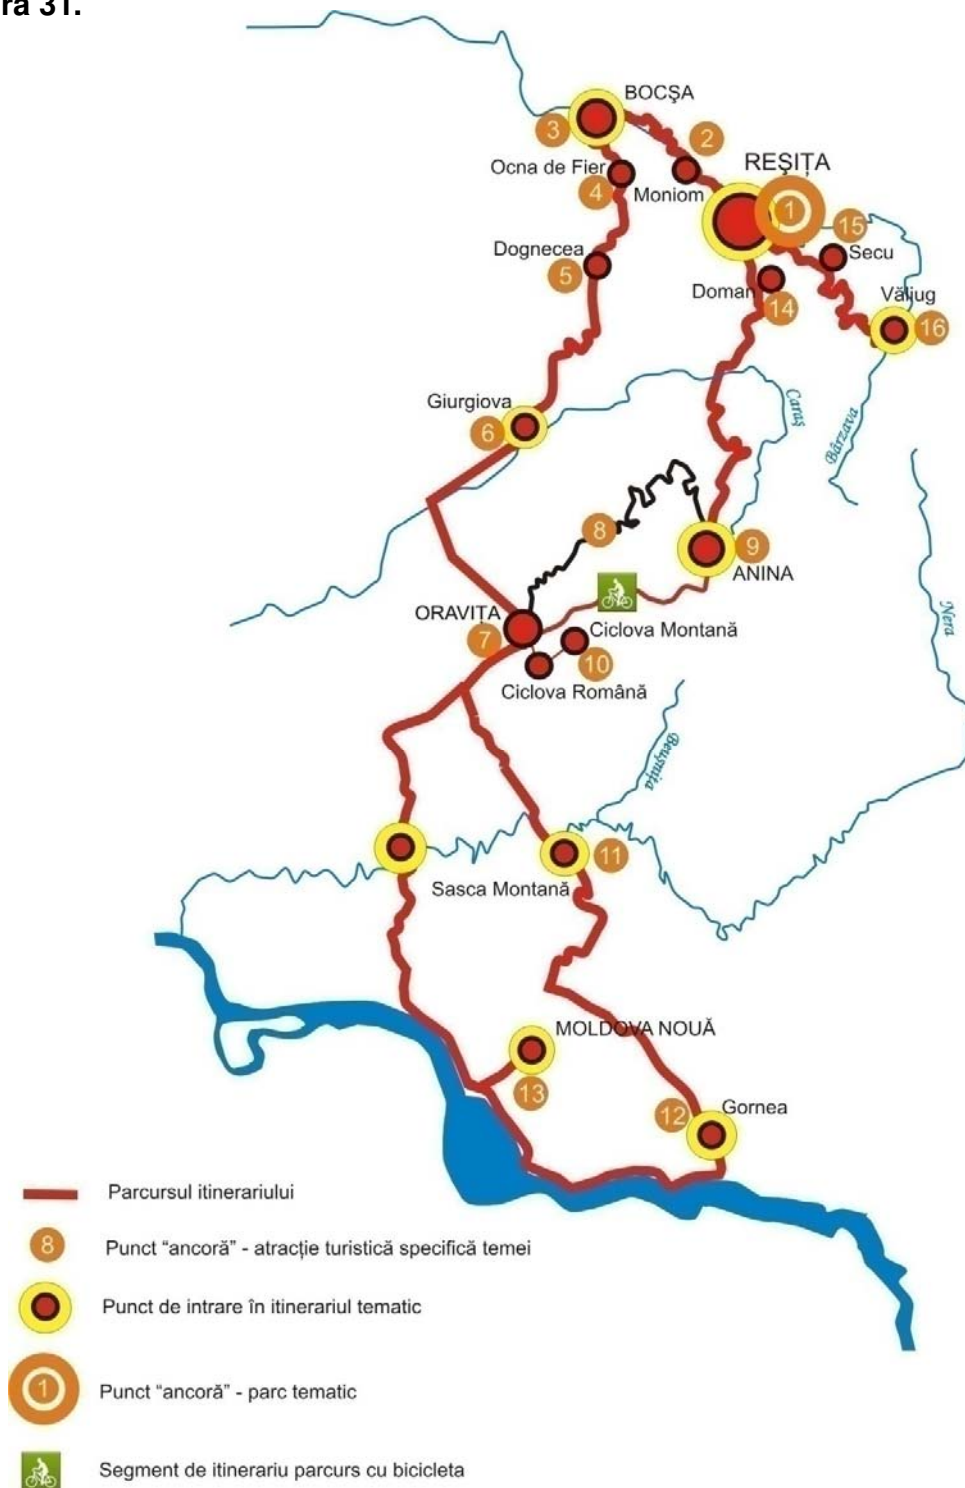 ra 31.
BOCŞA
3
2
Ocna de Fier
REŞIŢA
4
Moniom
1
15
Dognecea
Secu
5
Doman
Văliug
14
16
Giurgiova
Caraş
6
Bârzava
8
9
ANINA
ORAVIŢA
Nera
7
Ciclova Montană
10
Ciclova Română
Beuşniţa
11
Sasca Montană
MOLDOVA NOUĂ
13
12
Gornea
Parcursul itinerariului
8
Punct “ancoră” - atracţie turistică specifică temei
Punct de intrare în itinerariul tematic
1
Punct “ancoră” - parc tematic
Segment de itinerariu parcurs cu bicicleta